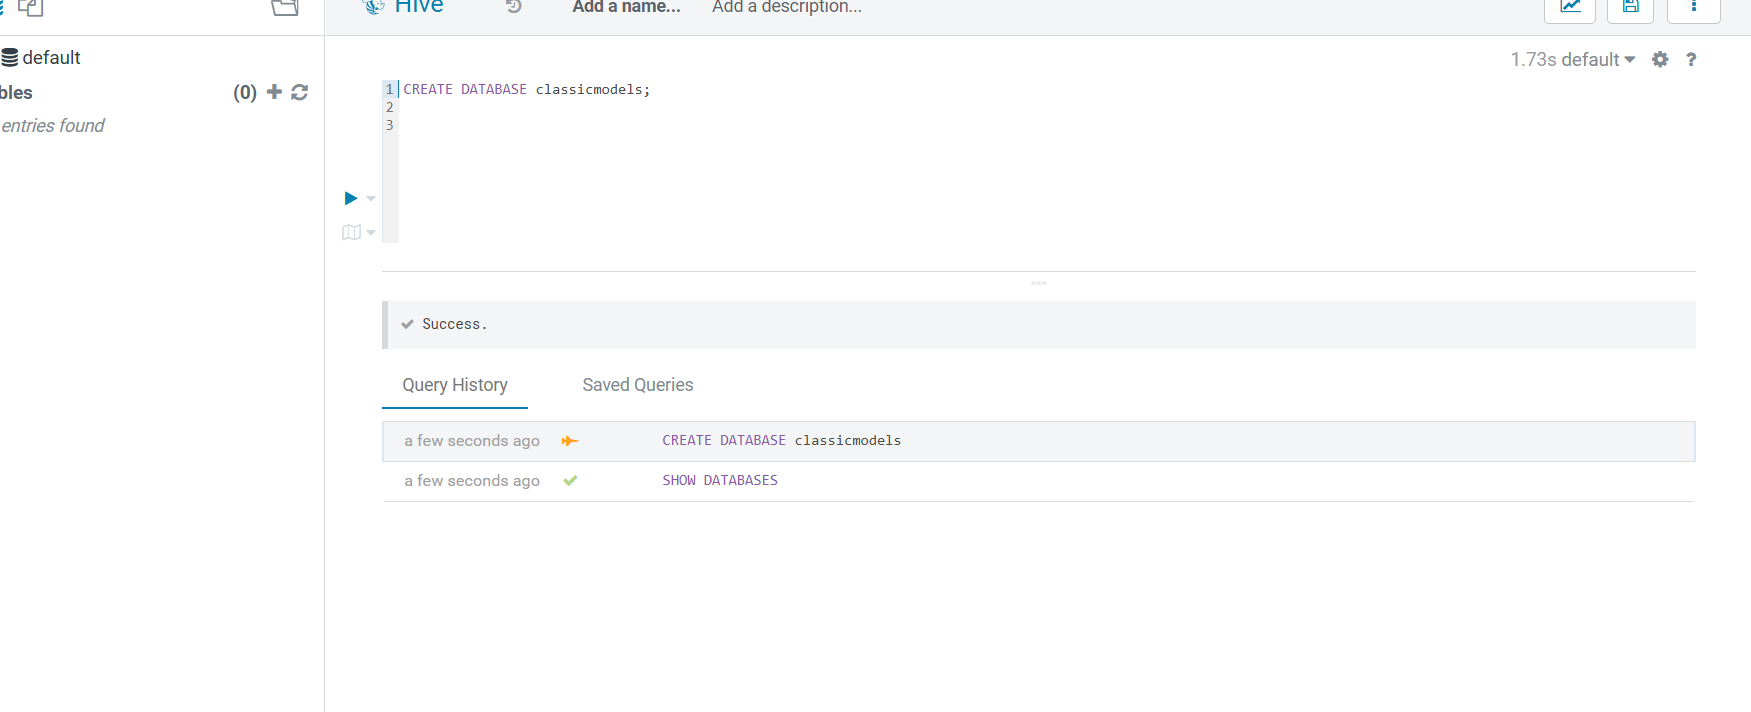 Hive Add a name... Add a description...
default
1.73s default ?
bles (0)
entries found
1 CREATE DATABASE classicmodels;
2
3
Success.
Query History Saved Queries
a few seconds ago CREATE DATABASE classicmodels
a few seconds ago SHOW DATABASES